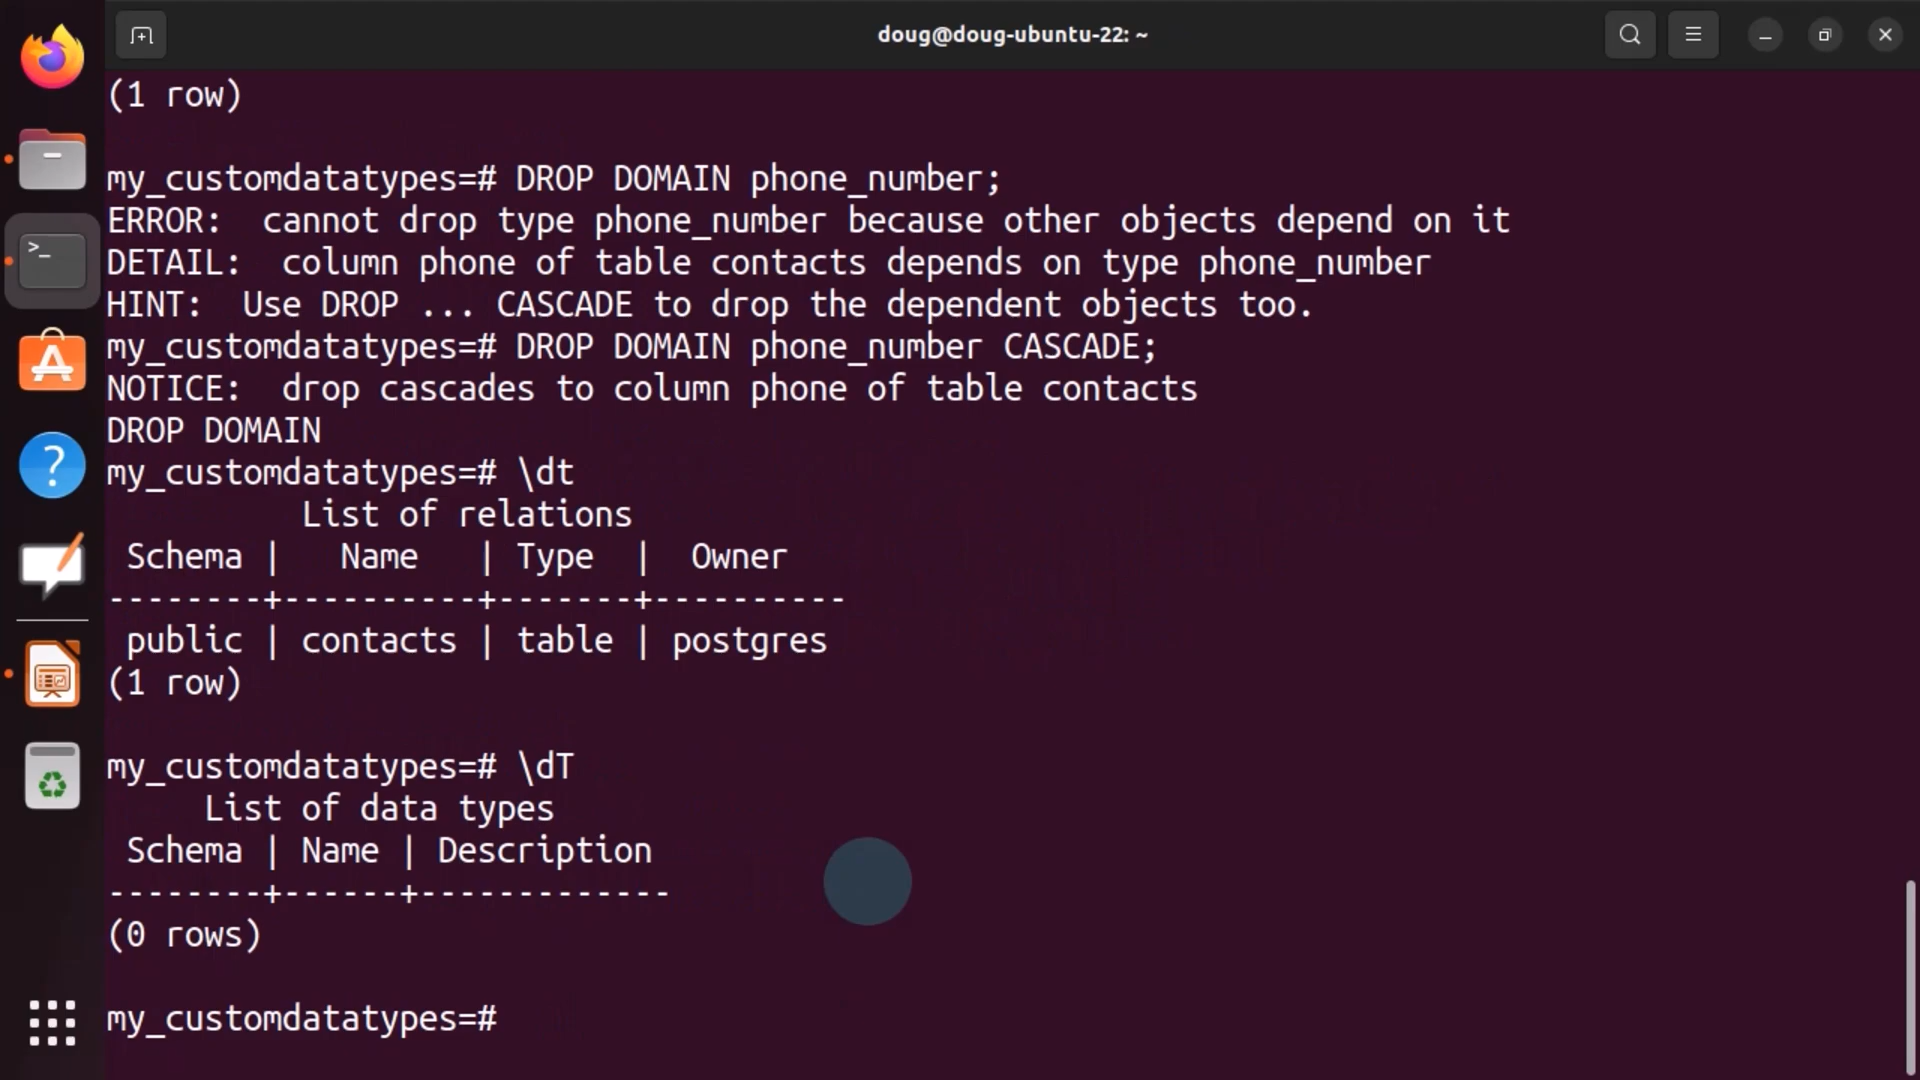 doug@doug-ubuntu-22: ~
(1 row)
my_customdatatypes=# DROP DOMAIN phone_number;
ERROR:  cannot drop type phone_number because other objects depend on it
DETAIL:  column phone of table contacts depends on type phone_number
HINT:  Use DROP ... CASCADE to drop the dependent objects too.
my_customdatatypes=# DROP DOMAIN phone_number CASCADE;
NOTICE:  drop cascades to column phone of table contacts
DROP DOMAIN
my_customdatatypes=# \dt
          List of relations
 Schema |   Name   | Type  |  Owner
--------+----------+-------+----------
 public | contacts | table | postgres
(1 row)
my_customdatatypes=# \dT
     List of data types
 Schema | Name | Description
--------+------+-------------
(0 rows)
my_customdatatypes=#